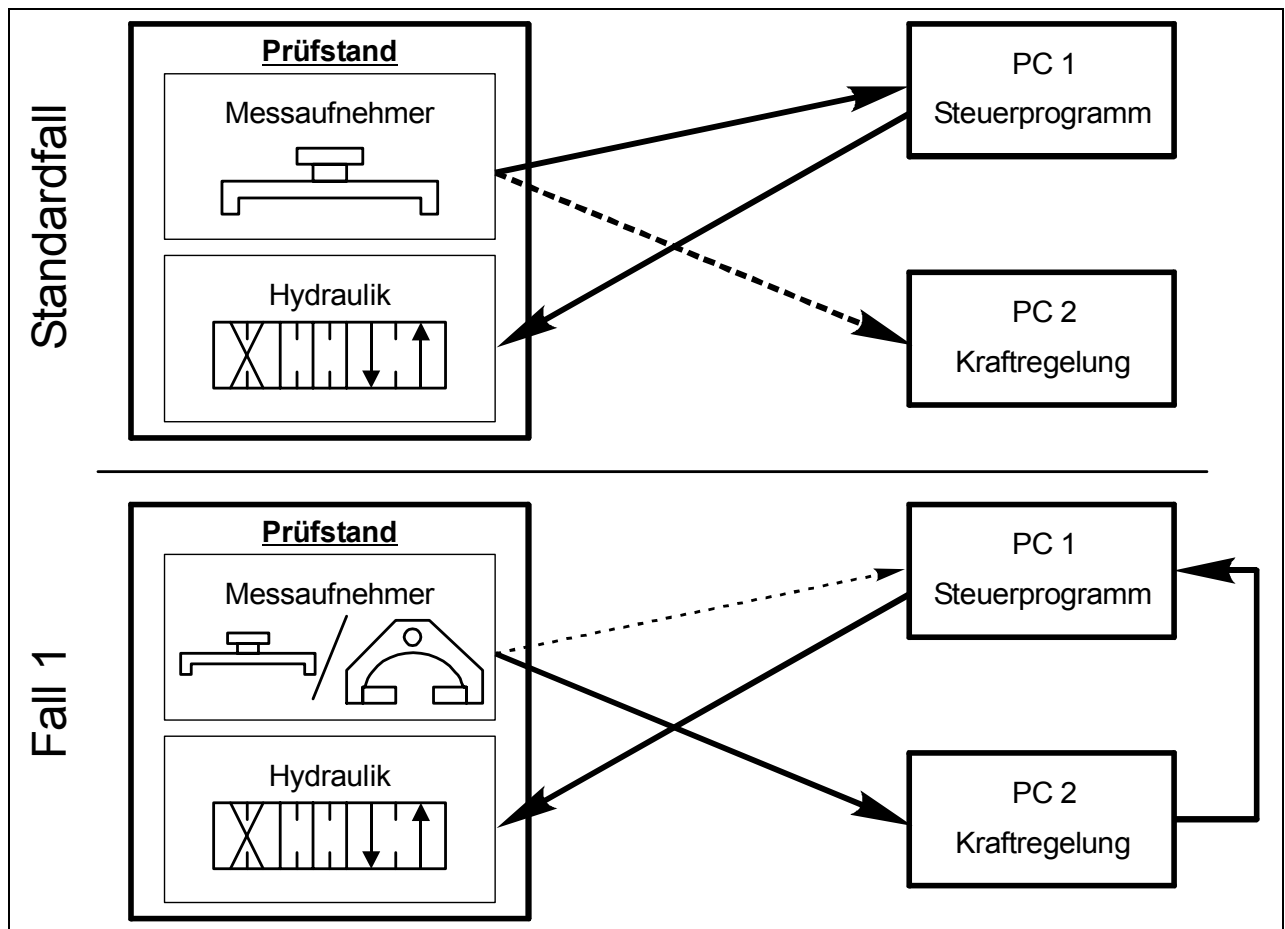 Standardfall
Prüfstand
Messaufnehmer
Hydraulik
PC 1
Steuerprogramm
PC 2
Kraftregelung
Fall 1
Prüfstand
Messaufnehmer
Hydraulik
PC 1
Steuerprogramm
PC 2
Kraftregelung